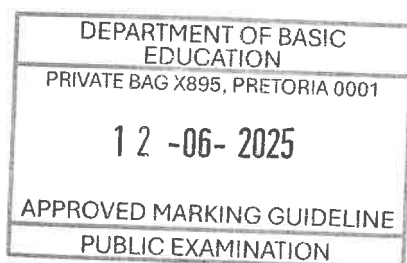 DEPARTMENT OF BASIC
EDUCATION
PRIVATE BAG X895, PRETORIA 0001
12 -06- 2025
APPROVED MARKING GUIDELINE
PUBLIC EXAMINATION